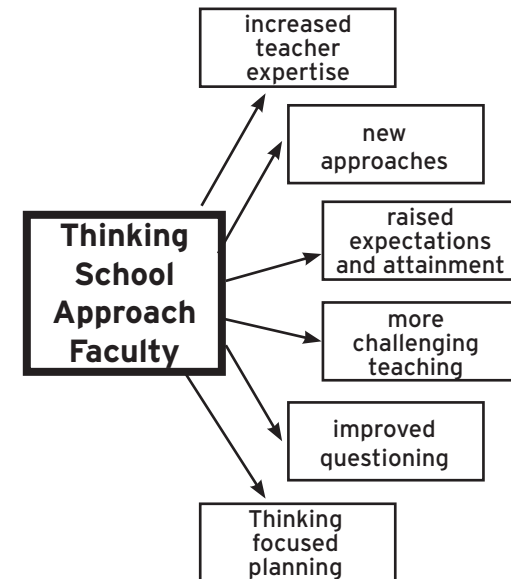 increased
teacher
expertise
new
approaches
Thinking
School
Approach
Faculty
raised
expectations
and attainment
more
challenging
teaching
improved
questioning
Thinking
focused
planning